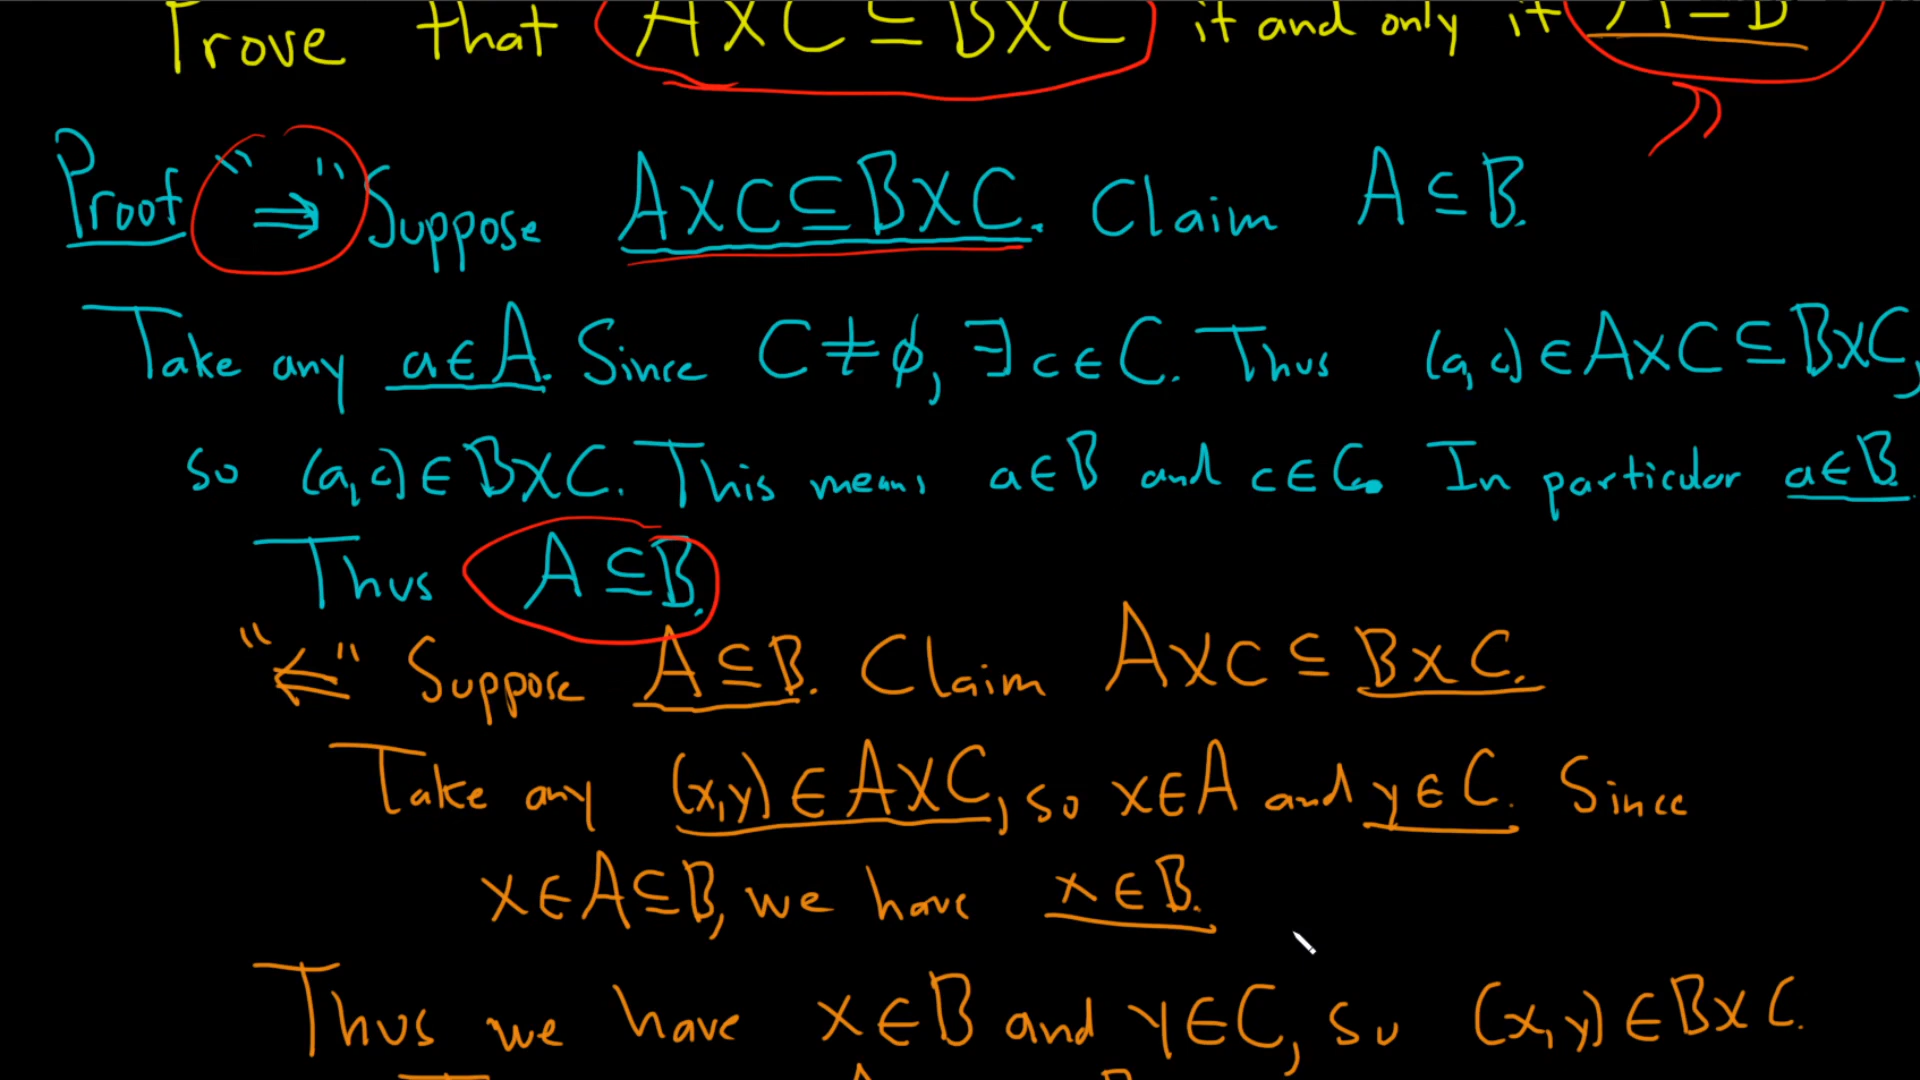 Prove that A×C⊆B×C if and only if A⊆B
Proof "⇒" Suppose A×C⊆B×C. Claim A⊆B.
Take any a∈A. Since C≠∅, ∃c∈C. Thus (a,c)∈A×C⊆B×C,
so (a,c)∈B×C. This means a∈B and c∈C. In particular a∈B.
Thus A⊆B.
"⇐" Suppose A⊆B. Claim A×C⊆B×C.
Take any (x,y)∈A×C, so x∈A and y∈C. Since
x∈A⊆B, we have x∈B.
Thus we have x∈B and y∈C, so (x,y)∈B×C.